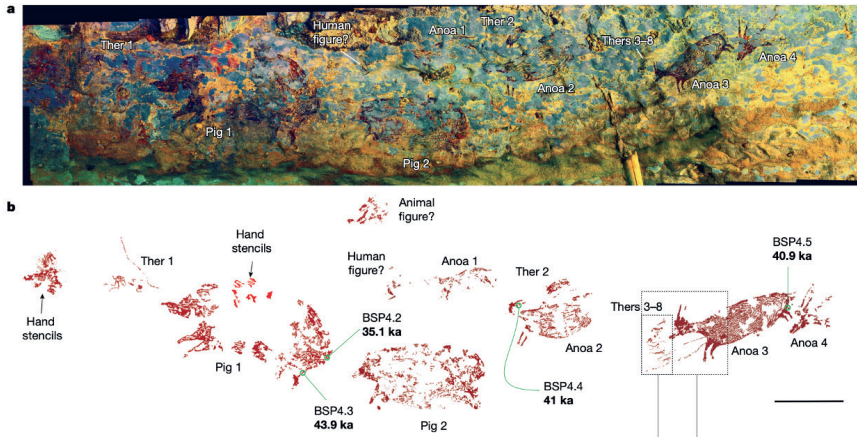 a
Ther 1
Human
figure?
Anoa 1
Ther 2
Thers 3–8
Anoa 4
Anoa 3
Anoa 2
Pig 1
Pig 2
b
Animal
figure?
Hand
stencils
Ther 1
Human
figure?
Anoa 1
Ther 2
BSP4.5
40.9 ka
Thers 3–8
Hand
stencils
BSP4.2
35.1 ka
Pig 1
Anoa 2
Anoa 3
Anoa 4
BSP4.3
43.9 ka
Pig 2
BSP4.4
41 ka